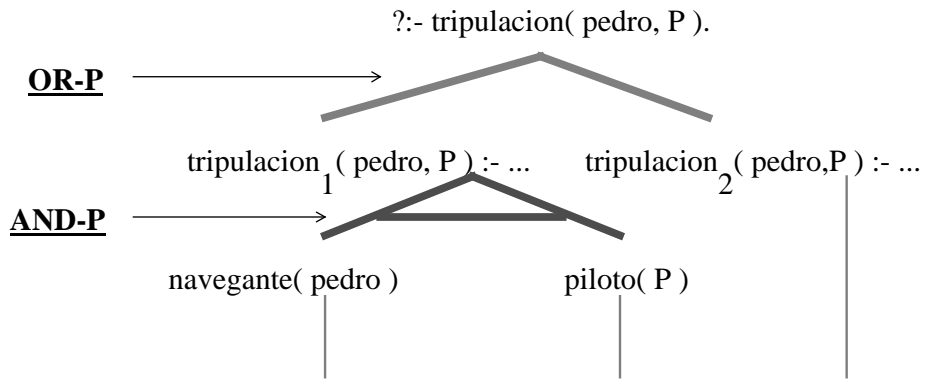 ?:- tripulacion( pedro, P ).
OR-P
tripulacion1( pedro, P ) :- ...
tripulacion2( pedro,P ) :- ...
AND-P
navegante( pedro )
piloto( P )